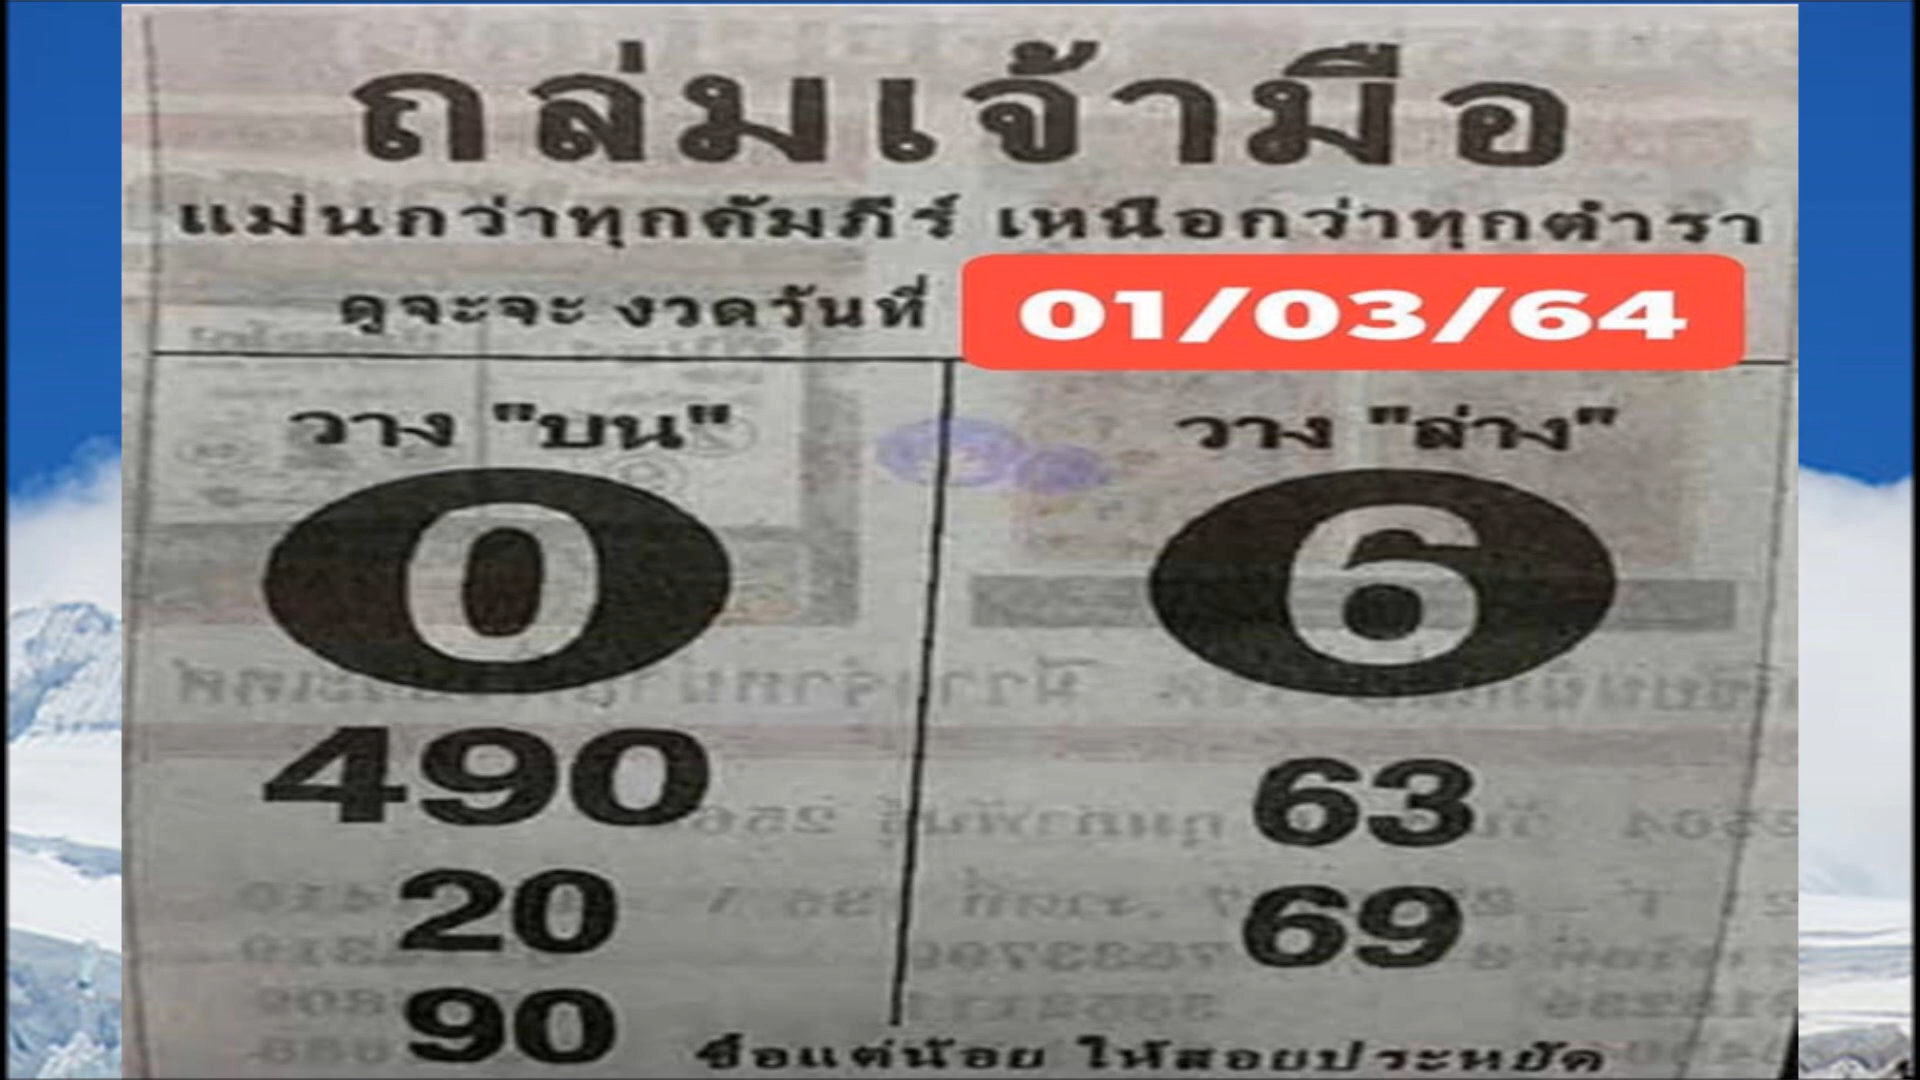 ถล่มเจ้ามือ
แม่นกว่าทุกคัมภีร์ เหนือกว่าทุกตำรา
ดูจะจะ งวดวันที่ 01/03/64
วาง "บน"
0
490
20
90
วาง "ล่าง"
6
63
69
ซื้อแต่น้อย ใช้สอยประหยัด